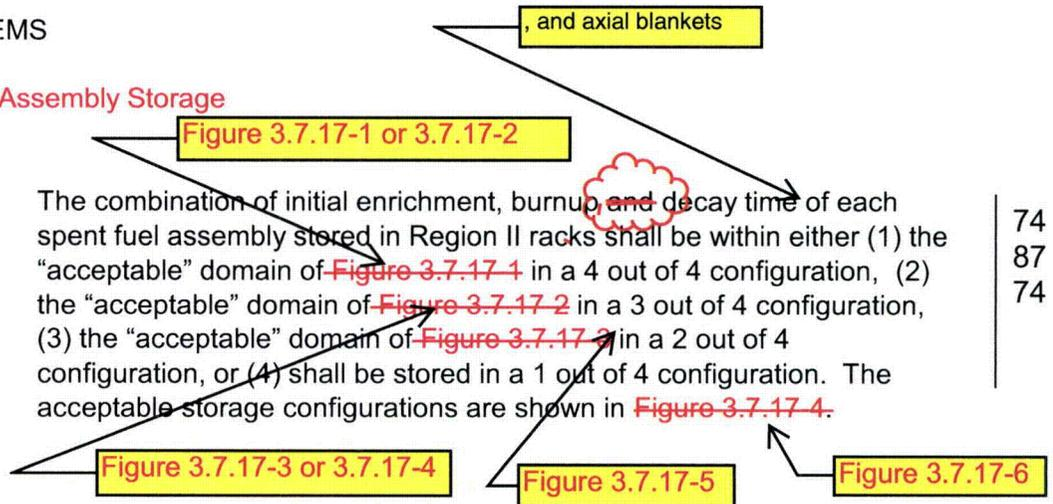 EMS
, and axial blankets
Assembly Storage
Figure 3.7.17-1 or 3.7.17-2
The combination of initial enrichment, burnup, and decay time of each
spent fuel assembly stored in Region II racks shall be within either (1) the
“acceptable” domain of Figure 3.7.17-1 in a 4 out of 4 configuration, (2)
the “acceptable” domain of Figure 3.7.17-2 in a 3 out of 4 configuration,
(3) the “acceptable” domain of Figure 3.7.17-3 in a 2 out of 4
configuration, or (4) shall be stored in a 1 out of 4 configuration. The
acceptable storage configurations are shown in Figure 3.7.17-4.
74
87
74
Figure 3.7.17-3 or 3.7.17-4
Figure 3.7.17-5
Figure 3.7.17-6